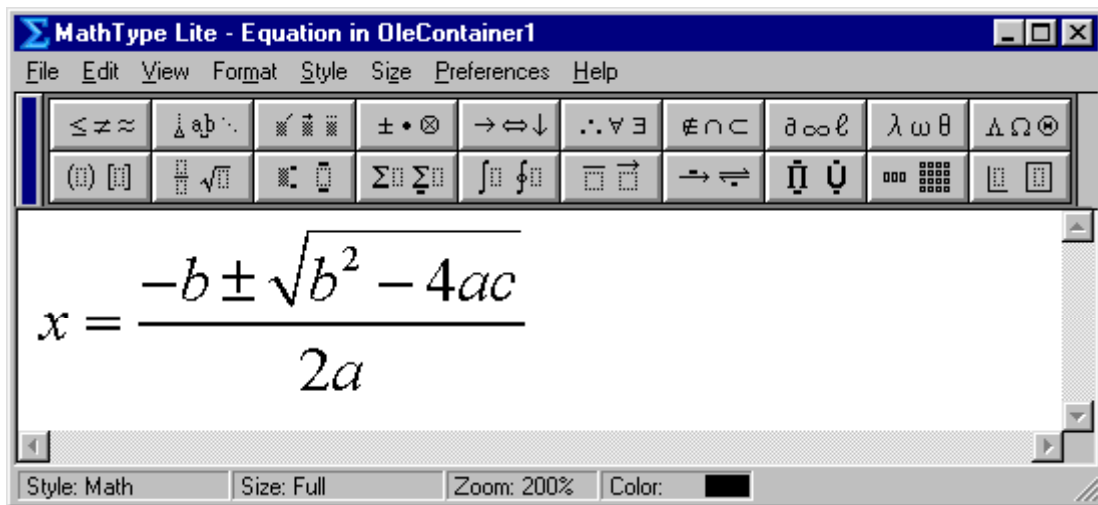 MathType Lite - Equation in OleContainer1
File Edit View Format Style Size Preferences Help
≤ ≠ ≈ a b ⋱ ± • ⊗ → ⇔ ↓ ∴ ∀ ∃ ∉ ∩ ⊂ ∂ ∞ ℓ λ ω θ Λ Ω Θ
x = (-b ± √(b² - 4ac)) / 2a
Style: Math Size: Full Zoom: 200% Color: